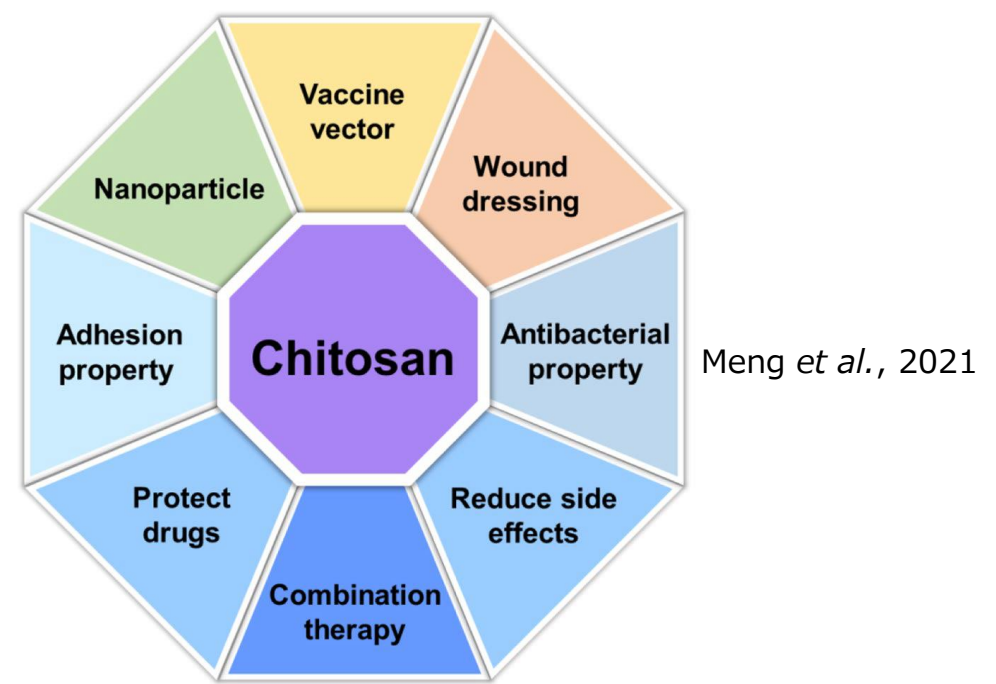 Vaccine
vector
Wound
dressing
Nanoparticle
Adhesion
property
Chitosan
Antibacterial
property
Meng et al., 2021
Protect
drugs
Reduce side
effects
Combination
therapy